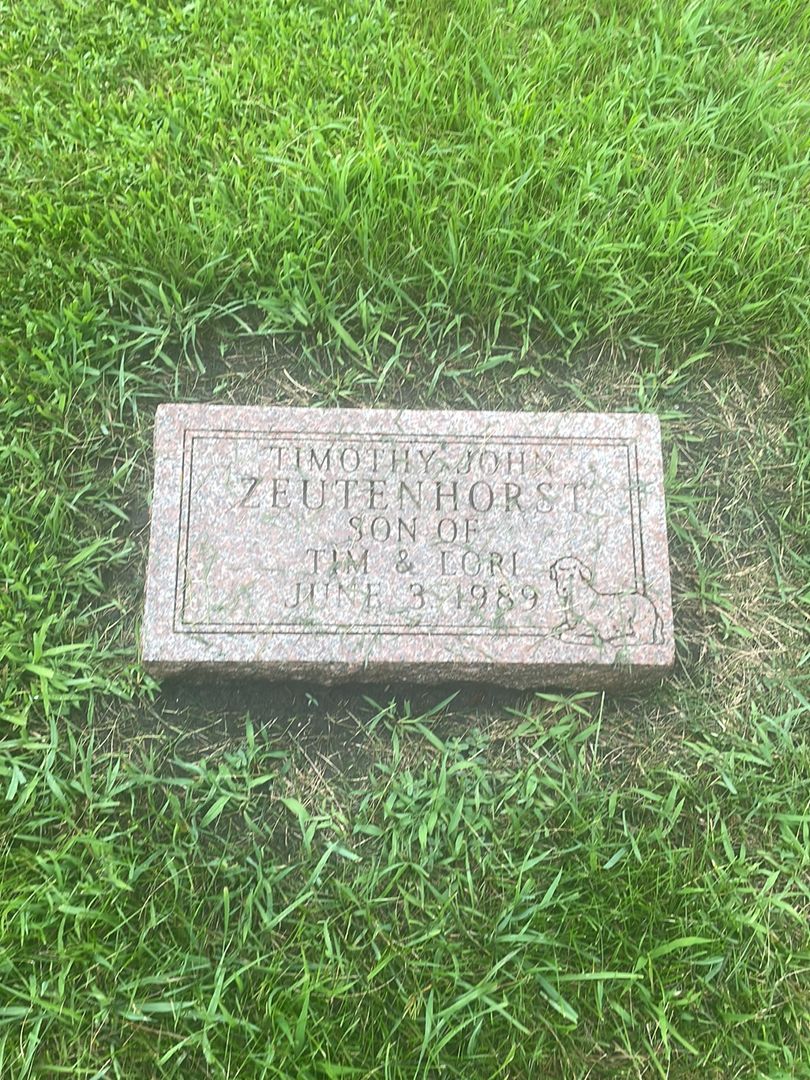 TIMOTHY JOHN
ZEUTENHORST
SON OF
TIM & LORI
JUNE 3 1989